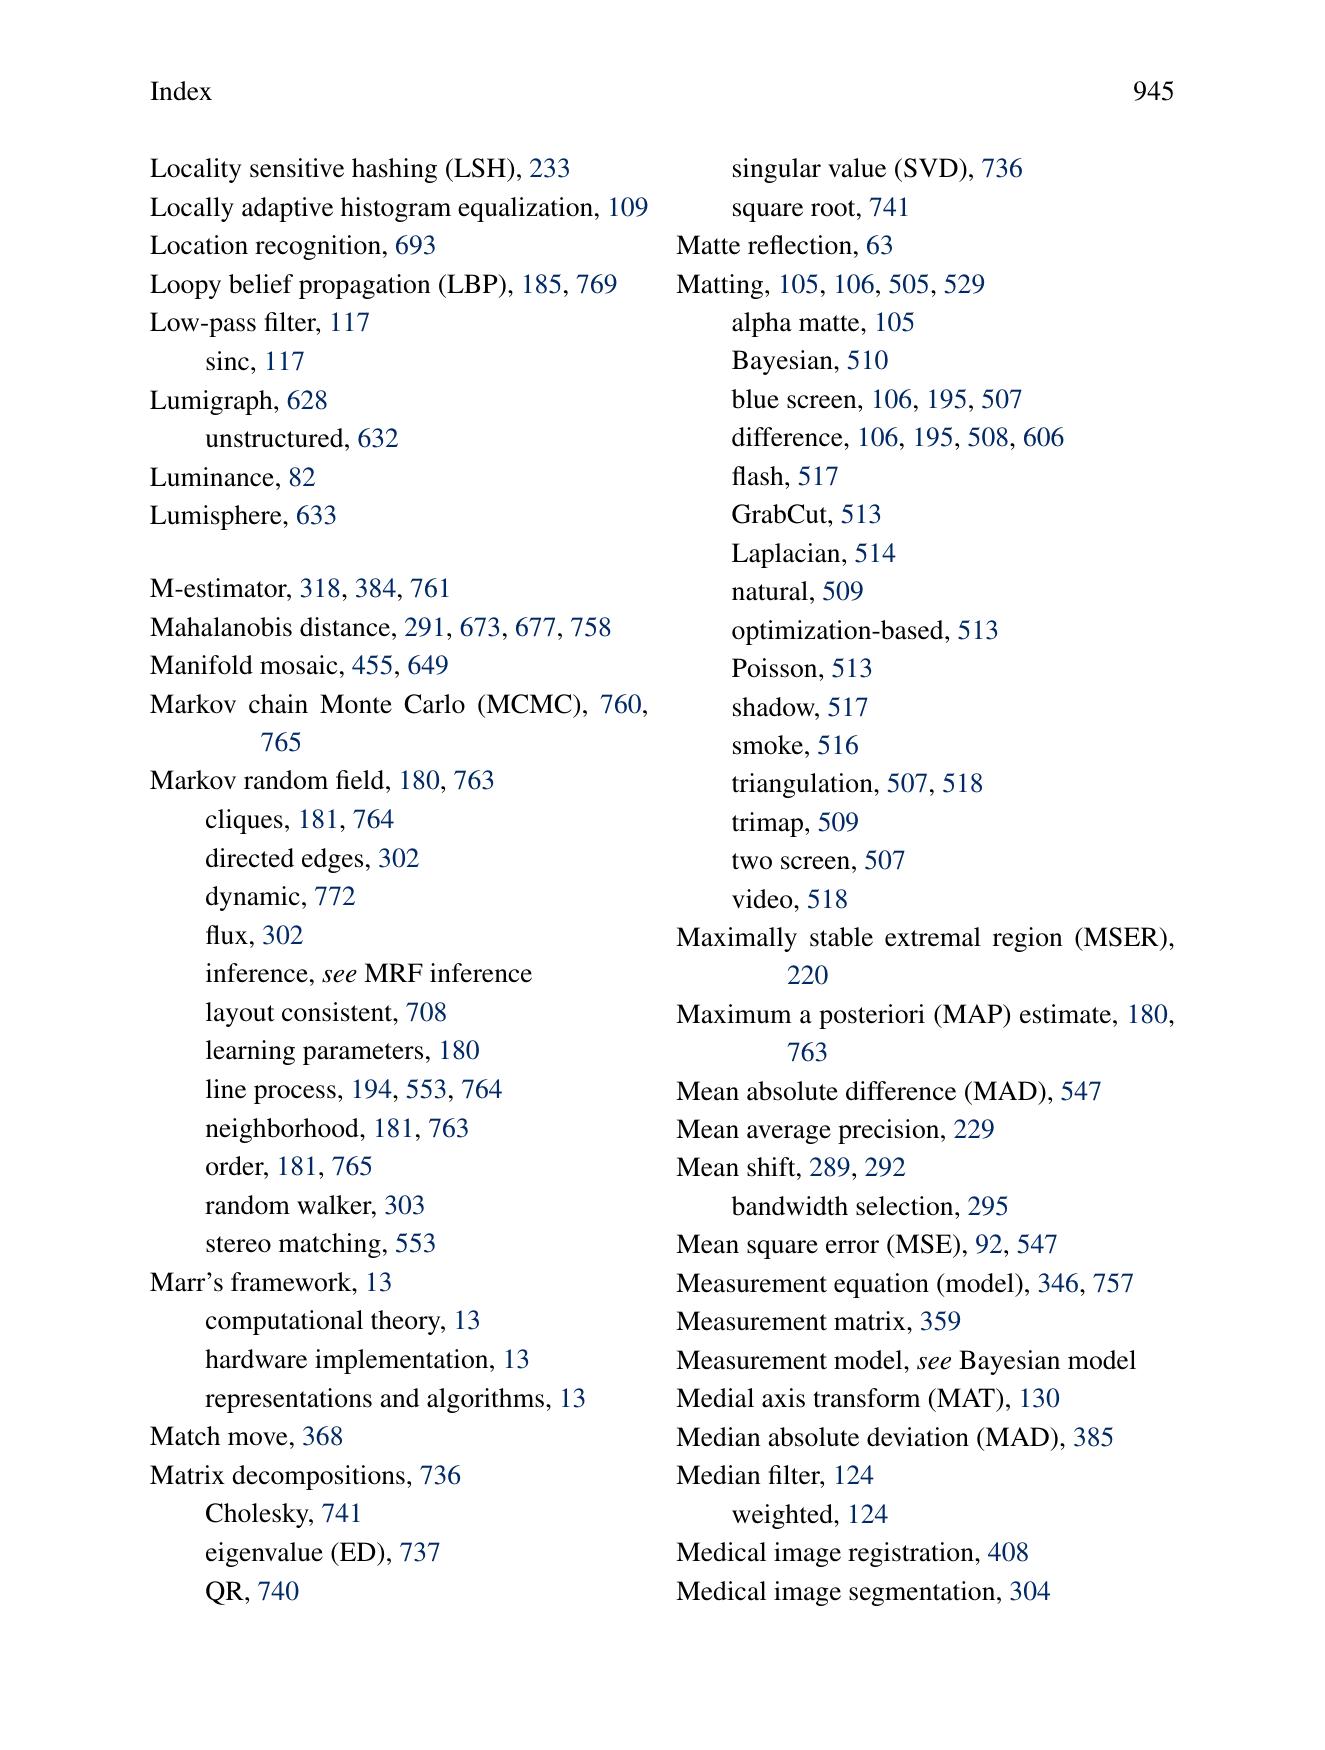 Index 945
Locality sensitive hashing (LSH), 233
Locally adaptive histogram equalization, 109
Location recognition, 693
Loopy belief propagation (LBP), 185, 769
Low-pass filter, 117
sinc, 117
Lumigraph, 628
unstructured, 632
Luminance, 82
Lumisphere, 633
M-estimator, 318, 384, 761
Mahalanobis distance, 291, 673, 677, 758
Manifold mosaic, 455, 649
Markov chain Monte Carlo (MCMC), 760,
765
Markov random field, 180, 763
cliques, 181, 764
directed edges, 302
dynamic, 772
flux, 302
inference, see MRF inference
layout consistent, 708
learning parameters, 180
line process, 194, 553, 764
neighborhood, 181, 763
order, 181, 765
random walker, 303
stereo matching, 553
Marr's framework, 13
computational theory, 13
hardware implementation, 13
representations and algorithms, 13
Match move, 368
Matrix decompositions, 736
Cholesky, 741
eigenvalue (ED), 737
QR, 740
singular value (SVD), 736
square root, 741
Matte reflection, 63
Matting, 105, 106, 505, 529
alpha matte, 105
Bayesian, 510
blue screen, 106, 195, 507
difference, 106, 195, 508, 606
flash, 517
GrabCut, 513
Laplacian, 514
natural, 509
optimization-based, 513
Poisson, 513
shadow, 517
smoke, 516
triangulation, 507, 518
trimap, 509
two screen, 507
video, 518
Maximally stable extremal region (MSER),
220
Maximum a posteriori (MAP) estimate, 180,
763
Mean absolute difference (MAD), 547
Mean average precision, 229
Mean shift, 289, 292
bandwidth selection, 295
Mean square error (MSE), 92, 547
Measurement equation (model), 346, 757
Measurement matrix, 359
Measurement model, see Bayesian model
Medial axis transform (MAT), 130
Median absolute deviation (MAD), 385
Median filter, 124
weighted, 124
Medical image registration, 408
Medical image segmentation, 304